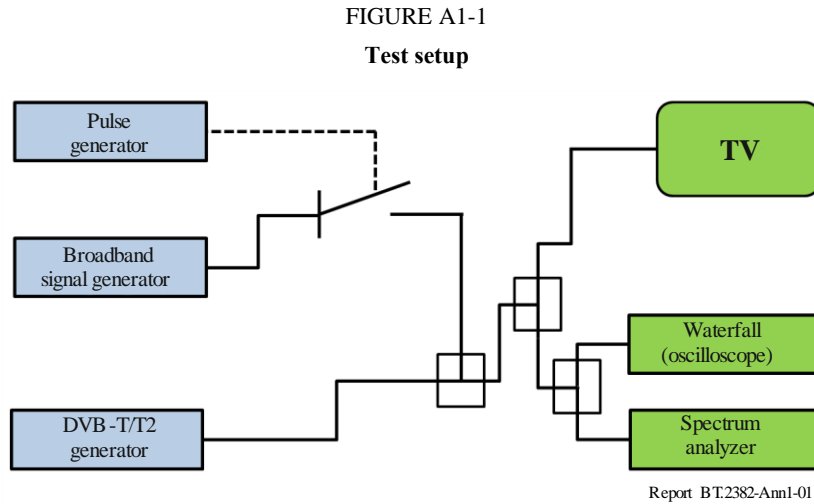 FIGURE A1-1
Test setup
Pulse
generator
TV
Broadband
signal generator
Waterfall
(oscilloscope)
DVB-T/T2
generator
Spectrum
analyzer
Report BT.2382-Ann1-01